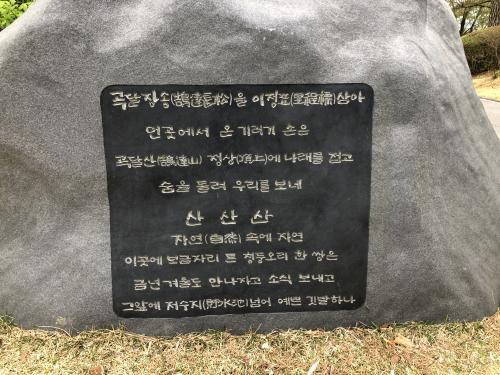 곡달장송(鵠達長松)을 이정표(里程標)삼아
먼곳에서 온 기러기 손은
곡달산(鵠達山) 정상(頂上)에 나래를 접고
숨을 돌려 우리를 보네
산 산 산
자연(自然) 속에 자연
이곳에 보금자리 튼 청둥오리 한 쌍은
금년겨울도 만나자고 소식 보내고
그앞에 저수지(貯水池)넘어 예쁜 깃발하나